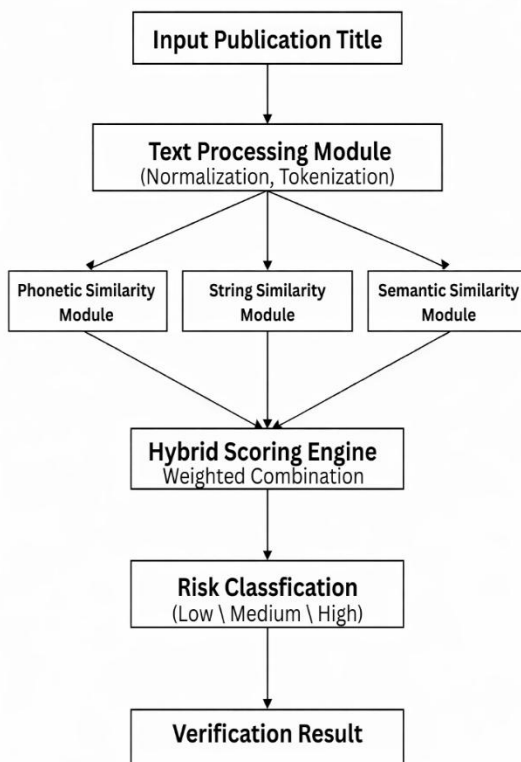 Input Publication Title
Text Processing Module
(Normalization, Tokenization)
Phonetic Similarity
Module
String Similarity
Module
Semantic Similarity
Module
Hybrid Scoring Engine
Weighted Combination
Risk Classfication
(Low \ Medium \ High)
Verification Result